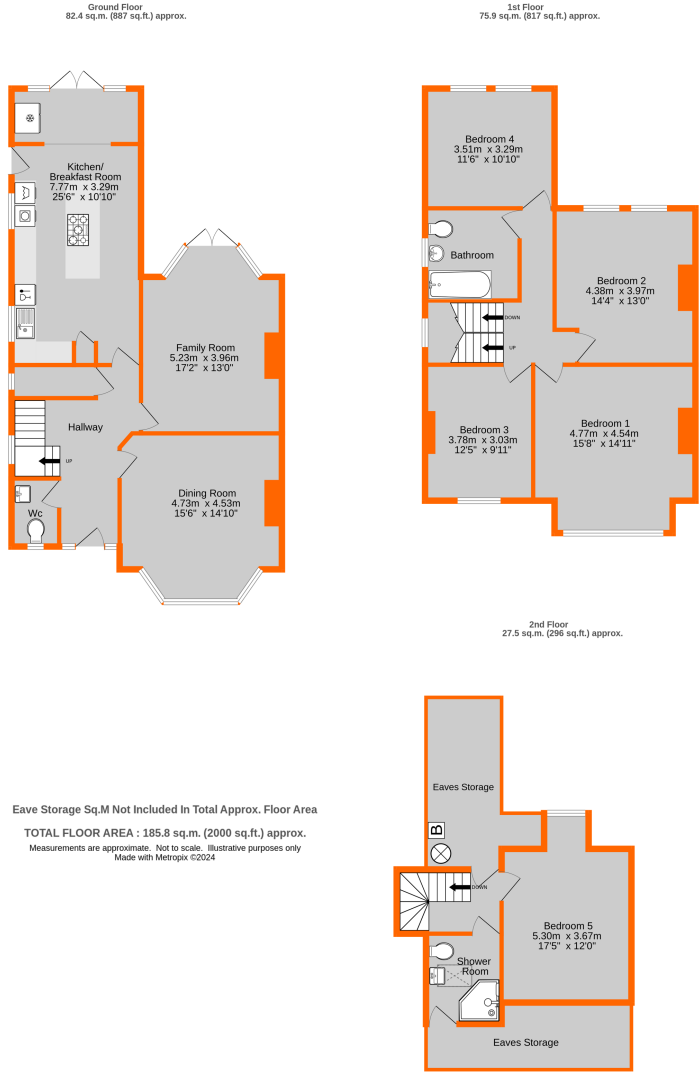 Ground Floor
82.4 sq.m. (887 sq.ft.) approx.
Kitchen/
Breakfast Room
7.77m x 3.29m
25'6" x 10'10"
Family Room
5.23m x 3.96m
17'2" x 13'0"
Hallway
UP
Dining Room
4.73m x 4.53m
15'6" x 14'10"
Wc
1st Floor
75.9 sq.m. (817 sq.ft.) approx.
Bedroom 4
3.51m x 3.29m
11'6" x 10'10"
Bathroom
Bedroom 2
4.38m x 3.97m
14'4" x 13'0"
DOWN
UP
Bedroom 3
3.78m x 3.03m
12'5" x 9'11"
Bedroom 1
4.77m x 4.54m
15'8" x 14'11"
2nd Floor
27.5 sq.m. (296 sq.ft.) approx.
Eaves Storage
B
DOWN
Bedroom 5
5.30m x 3.67m
17'5" x 12'0"
Shower
Room
Eaves Storage
Eave Storage Sq.M Not Included In Total Approx. Floor Area
TOTAL FLOOR AREA : 185.8 sq.m. (2000 sq.ft.) approx.
Measurements are approximate. Not to scale. Illustrative purposes only
Made with Metropix ©2024